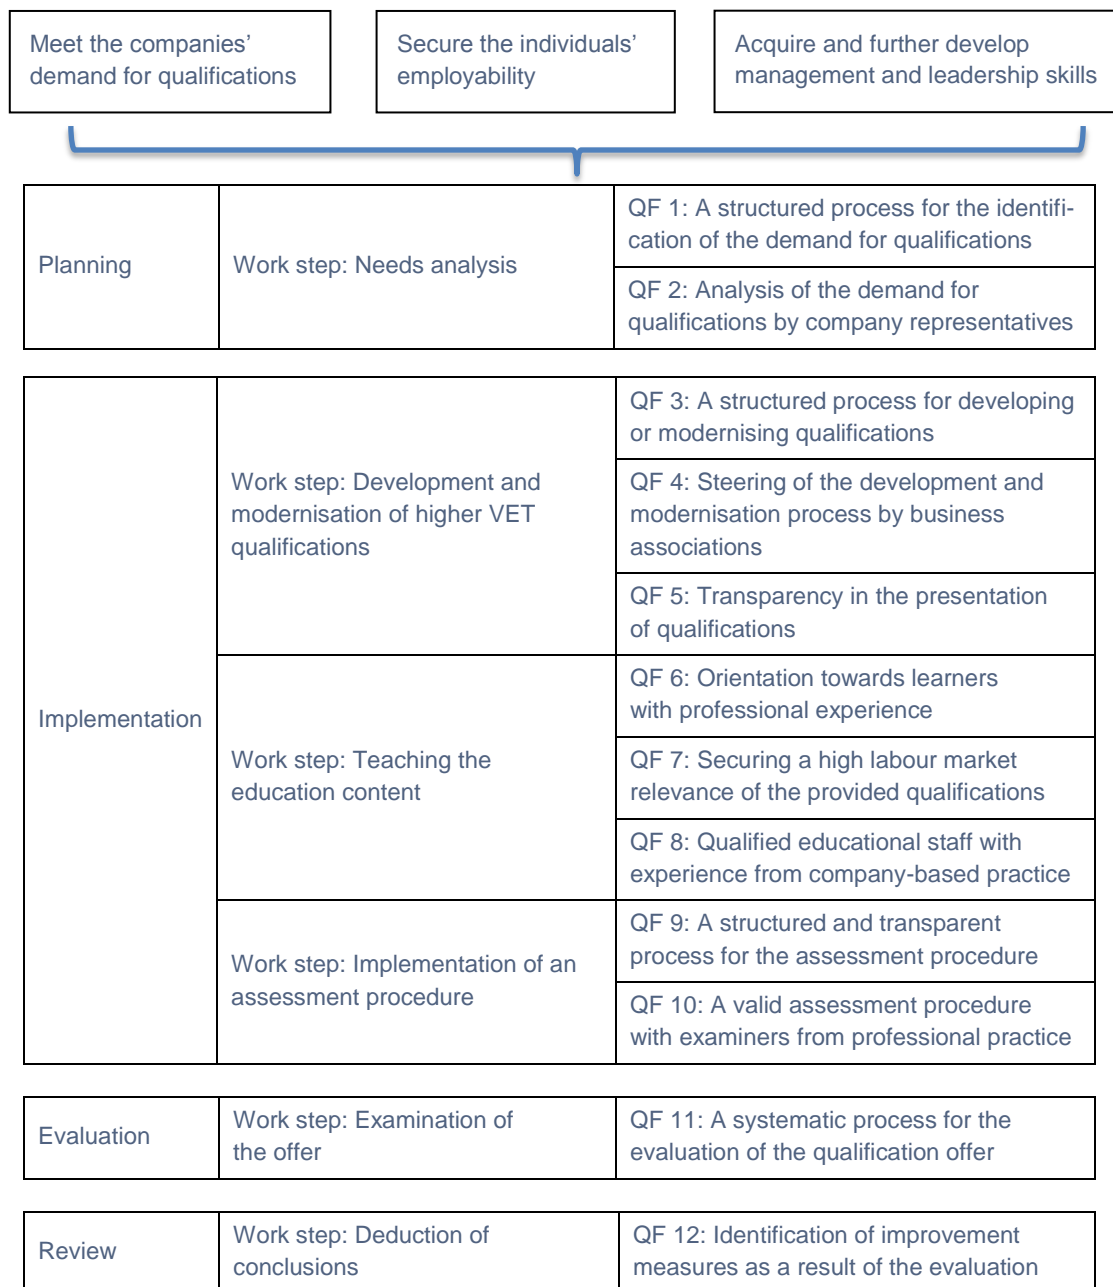 Meet the companies’
demand for qualifications
Secure the individuals’
employability
Acquire and further develop
management and leadership skills
Planning
Work step: Needs analysis
QF 1: A structured process for the identifi-
cation of the demand for qualifications
QF 2: Analysis of the demand for
qualifications by company representatives
Implementation
Work step: Development and
modernisation of higher VET
qualifications
QF 3: A structured process for developing
or modernising qualifications
QF 4: Steering of the development and
modernisation process by business
associations
QF 5: Transparency in the presentation
of qualifications
Work step: Teaching the
education content
QF 6: Orientation towards learners
with professional experience
QF 7: Securing a high labour market
relevance of the provided qualifications
QF 8: Qualified educational staff with
experience from company-based practice
Work step: Implementation of an
assessment procedure
QF 9: A structured and transparent
process for the assessment procedure
QF 10: A valid assessment procedure
with examiners from professional practice
Evaluation
Work step: Examination of
the offer
QF 11: A systematic process for the
evaluation of the qualification offer
Review
Work step: Deduction of
conclusions
QF 12: Identification of improvement
measures as a result of the evaluation